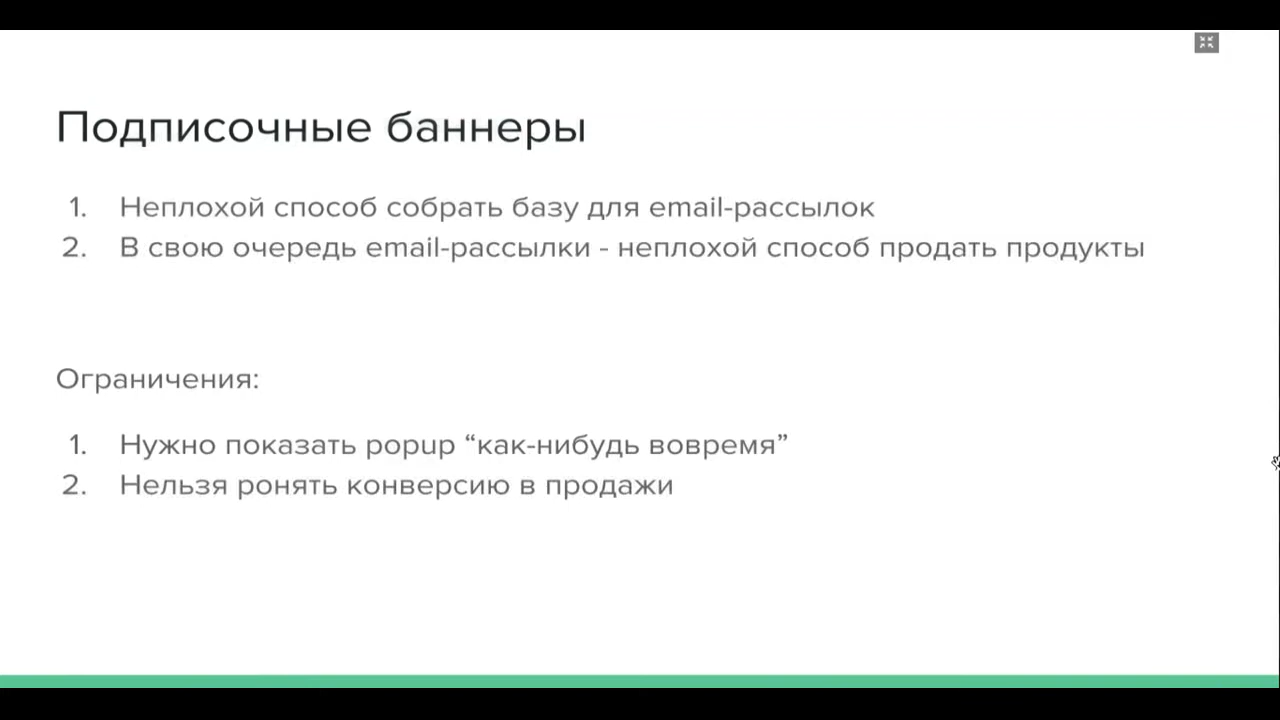 Подписочные баннеры
1. Неплохой способ собрать базу для email-рассылок
2. В свою очередь email-рассылки - неплохой способ продать продукты
Ограничения:
1. Нужно показать popup “как-нибудь вовремя”
2. Нельзя ронять конверсию в продажи